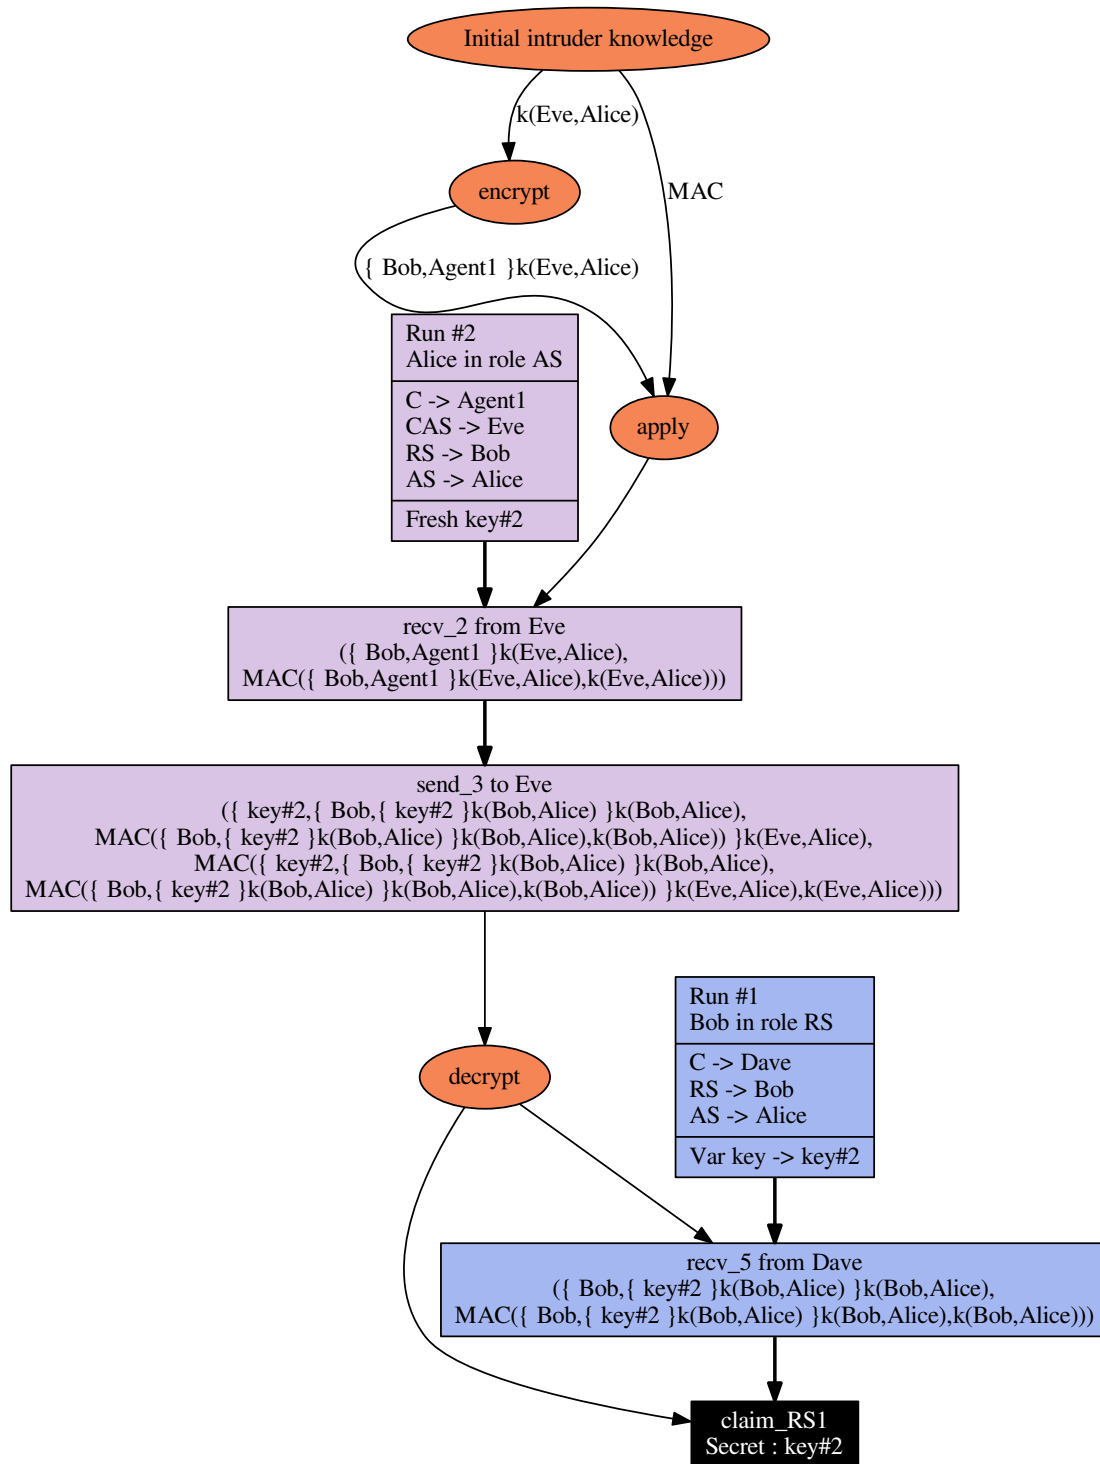 Initial intruder knowledge
k(Eve,Alice)
encrypt
MAC
{ Bob,Agent1 }k(Eve,Alice)
Run #2
Alice in role AS
C -> Agent1
CAS -> Eve
RS -> Bob
AS -> Alice
Fresh key#2
apply
recv_2 from Eve
({ Bob,Agent1 }k(Eve,Alice),
MAC({ Bob,Agent1 }k(Eve,Alice),k(Eve,Alice)))
send_3 to Eve
({ key#2,{ Bob,{ key#2 }k(Bob,Alice) }k(Bob,Alice),
MAC({ Bob,{ key#2 }k(Bob,Alice) }k(Bob,Alice),k(Bob,Alice)) }k(Eve,Alice),
MAC({ key#2,{ Bob,{ key#2 }k(Bob,Alice) }k(Bob,Alice),
MAC({ Bob,{ key#2 }k(Bob,Alice) }k(Bob,Alice),k(Bob,Alice)) }k(Eve,Alice),k(Eve,Alice)))
Run #1
Bob in role RS
C -> Dave
RS -> Bob
AS -> Alice
Var key -> key#2
decrypt
recv_5 from Dave
({ Bob,{ key#2 }k(Bob,Alice) }k(Bob,Alice),
MAC({ Bob,{ key#2 }k(Bob,Alice) }k(Bob,Alice),k(Bob,Alice)))
claim_RS1
Secret : key#2